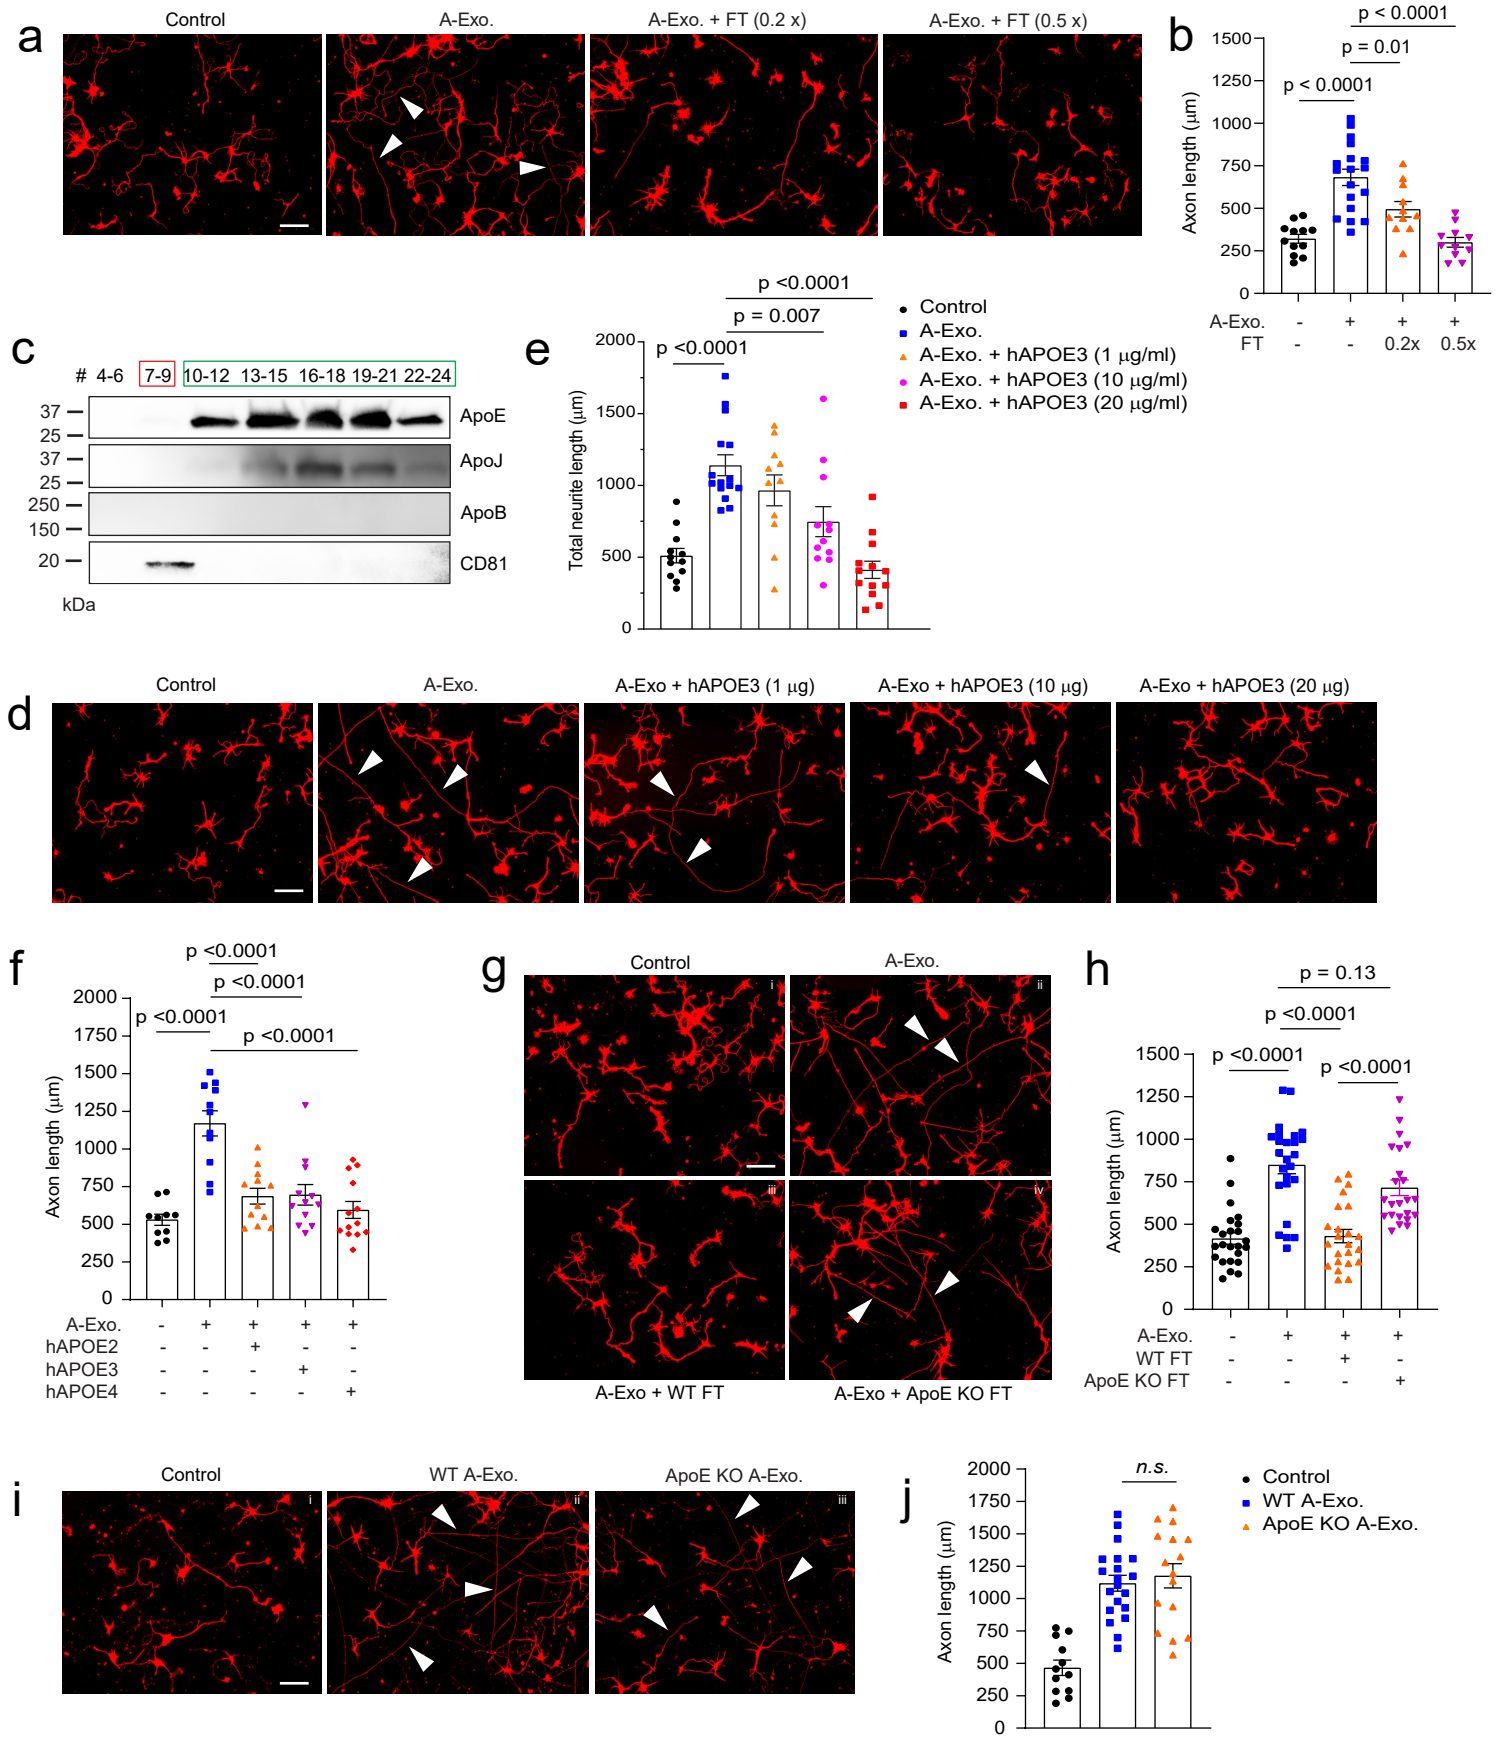 a
Control
A-Exo.
A-Exo. + FT (0.2 x)
A-Exo. + FT (0.5 x)
b
p < 0.0001
p = 0.01
p < 0.0001
1500
1250
1000
750
500
250
0
Axon length (μm)
A-Exo. - + + +
FT - - 0.2x 0.5x
c
# 4-6 7-9 10-12 13-15 16-18 19-21 22-24
37
25
ApoE
37
25
ApoJ
250
150
ApoB
20
CD81
kDa
e
p <0.0001
p = 0.007
p <0.0001
2000
1500
1000
500
0
Total neurite length (μm)
Control
A-Exo.
A-Exo. + hAPOE3 (1 μg/ml)
A-Exo. + hAPOE3 (10 μg/ml)
A-Exo. + hAPOE3 (20 μg/ml)
d
Control
A-Exo.
A-Exo + hAPOE3 (1 μg)
A-Exo + hAPOE3 (10 μg)
A-Exo + hAPOE3 (20 μg)
f
p <0.0001
p <0.0001
p <0.0001
p <0.0001
2000
1750
1500
1250
1000
750
500
250
0
Axon length (μm)
A-Exo. - + + + +
hAPOE2 - - + - -
hAPOE3 - - - + -
hAPOE4 - - - - +
g
Control
A-Exo.
i
ii
iii
iv
A-Exo + WT FT
A-Exo + ApoE KO FT
h
p = 0.13
p <0.0001
p <0.0001
p <0.0001
1500
1250
1000
750
500
250
0
Axon length (μm)
A-Exo. - + + +
WT FT - - + -
ApoE KO FT - - - +
i
Control
WT A-Exo.
ApoE KO A-Exo.
i
ii
iii
j
n.s.
2000
1750
1500
1250
1000
750
500
250
0
Axon length (μm)
Control
WT A-Exo.
ApoE KO A-Exo.